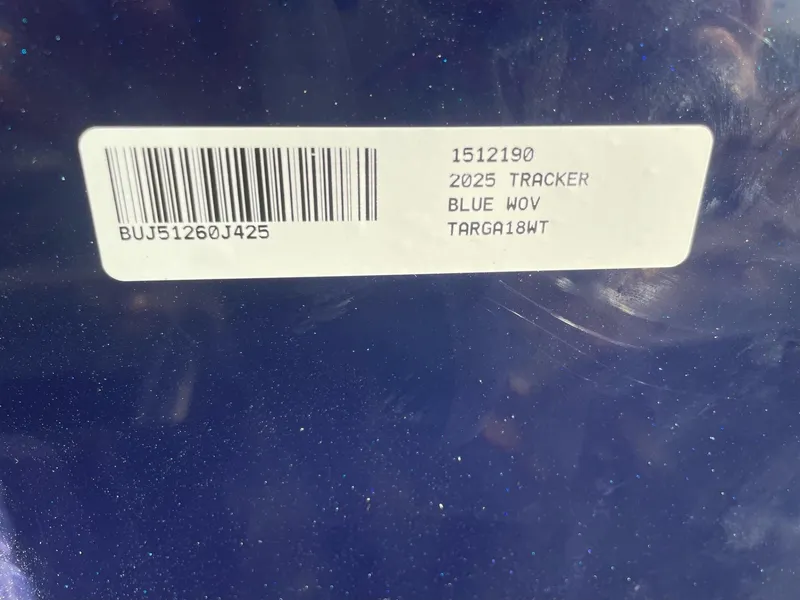 BUJ51260J425
1512190
2025 TRACKER
BLUE WOV
TARGA18WT